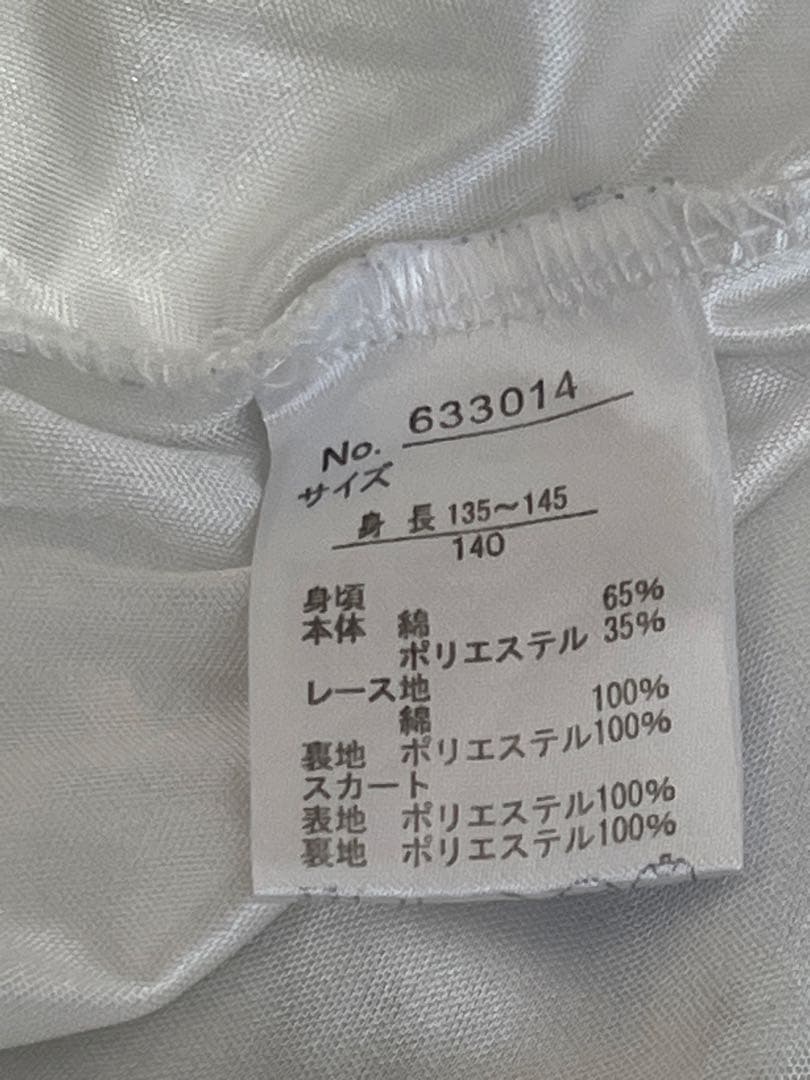 No. 633014
サイズ
身 長 135～145
140
身頃
本体 綿 65%
ポリエステル 35%
レース地
綿 100%
裏地 ポリエステル100%
スカート
表地 ポリエステル100%
裏地 ポリエステル100%